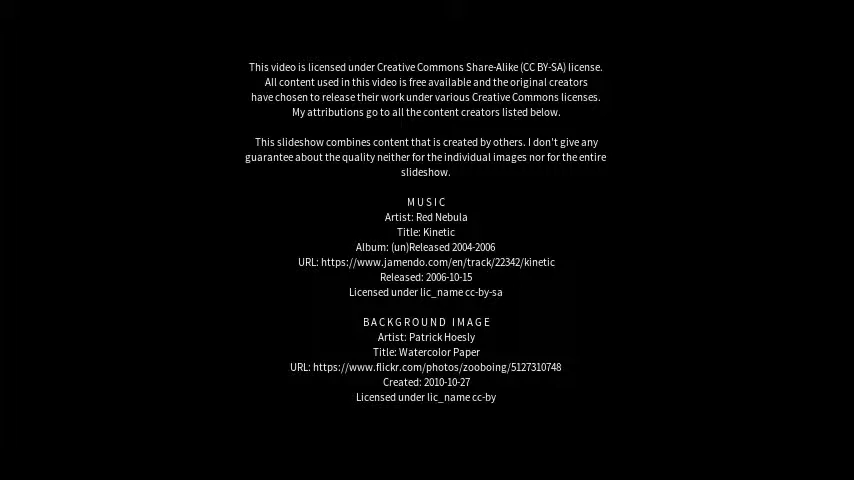 This video is licensed under Creative Commons Share-Alike (CC BY-SA) license.
All content used in this video is free available and the original creators
have chosen to release their work under various Creative Commons licenses.
My attributions go to all the content creators listed below.
This slideshow combines content that is created by others. I don't give any
guarantee about the quality neither for the individual images nor for the entire
slideshow.
MUSIC
Artist: Red Nebula
Title: Kinetic
Album: (un)Released 2004-2006
URL: https://www.jamendo.com/en/track/22342/kinetic
Released: 2006-10-15
Licensed under lic_name cc-by-sa
BACKGROUND IMAGE
Artist: Patrick Hoesly
Title: Watercolor Paper
URL: https://www.flickr.com/photos/zooboing/5127310748
Created: 2010-10-27
Licensed under lic_name cc-by